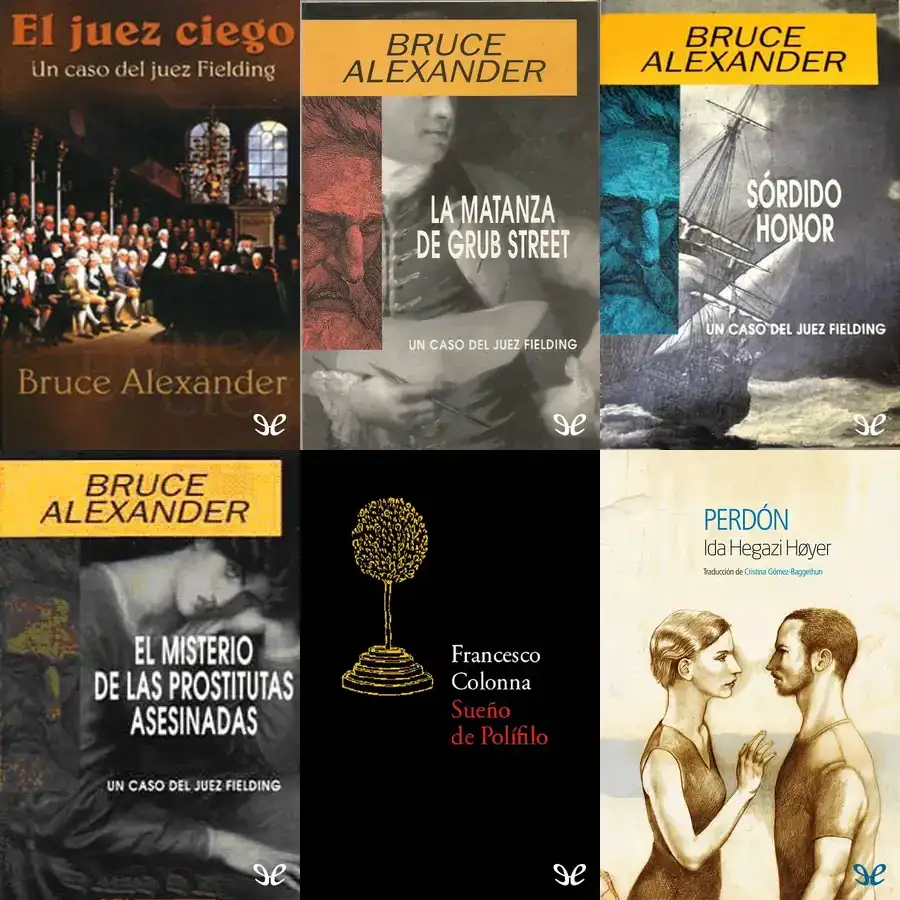 El juez ciego
Un caso del juez Fielding
Bruce Alexander
BRUCE
ALEXANDER
LA MATANZA
DE GRUB STREET
UN CASO DEL JUEZ FIELDING
BRUCE
ALEXANDER
SÓRDIDO
HONOR
UN CASO DEL JUEZ FIELDING
BRUCE
ALEXANDER
EL MISTERIO
DE LAS PROSTITUTAS
ASESINADAS
UN CASO DEL JUEZ FIELDING
Francesco
Colonna
Sueño
de Polífilo
PERDÓN
Ida Hegazi Høyer
Traducción de Cristina Gómez-Baggethun